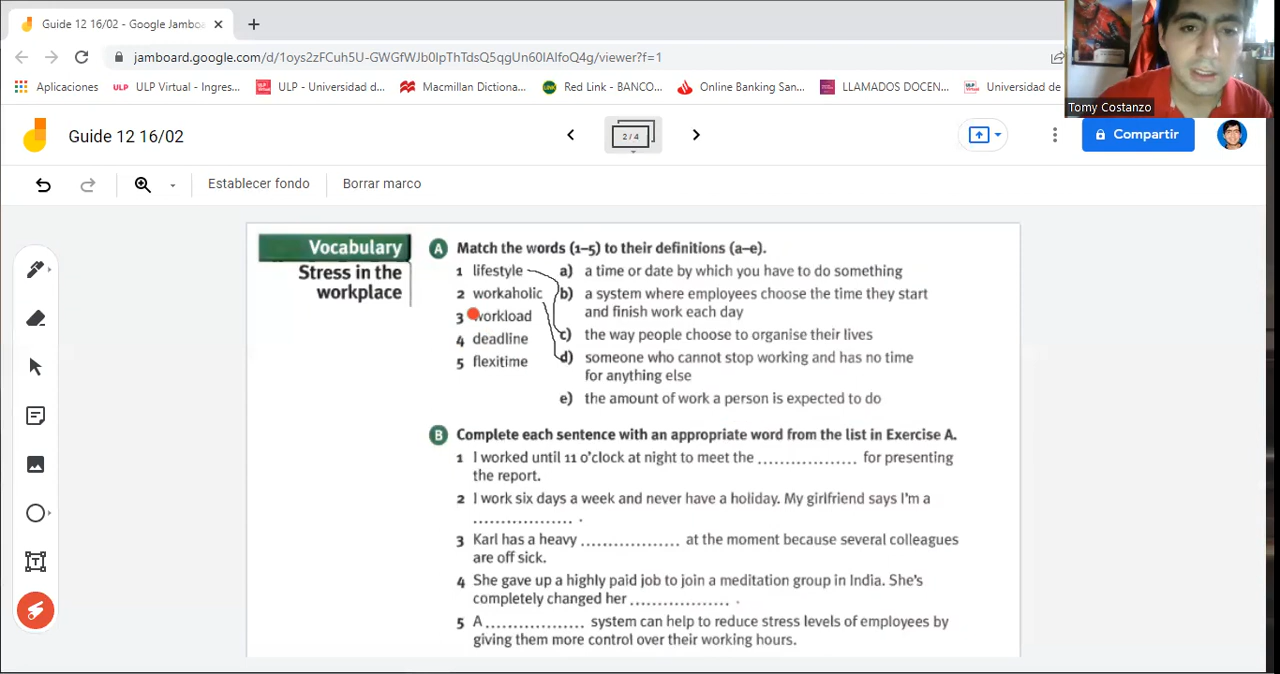 Guide 12 16/02 - Google Jambo
jamboard.google.com/d/1oys2zFCuh5U-GWGfWJb0IpThTdsQ5qgUn60IAIfoQ4g/viewer?f=1
Aplicaciones ULP ULP Virtual - Ingres... ULP - Universidad d... Macmillan Dictiona... LINK Red Link - BANCO... Online Banking San... LLAMADOS DOCEN... Universidad de
Tomy Costanzo
Guide 12 16/02
2 / 4
Compartir
Establecer fondo Borrar marco
Vocabulary
Stress in the
workplace
A Match the words (1–5) to their definitions (a–e).
1 lifestyle a) a time or date by which you have to do something
2 workaholic b) a system where employees choose the time they start
and finish work each day
3 workload
c) the way people choose to organise their lives
4 deadline
d) someone who cannot stop working and has no time
5 flexitime
for anything else
e) the amount of work a person is expected to do
B Complete each sentence with an appropriate word from the list in Exercise A.
1 I worked until 11 o'clock at night to meet the .................. for presenting
the report.
2 I work six days a week and never have a holiday. My girlfriend says I'm a
.................. .
3 Karl has a heavy .................. at the moment because several colleagues
are off sick.
4 She gave up a highly paid job to join a meditation group in India. She's
completely changed her .................. .
5 A .................. system can help to reduce stress levels of employees by
giving them more control over their working hours.